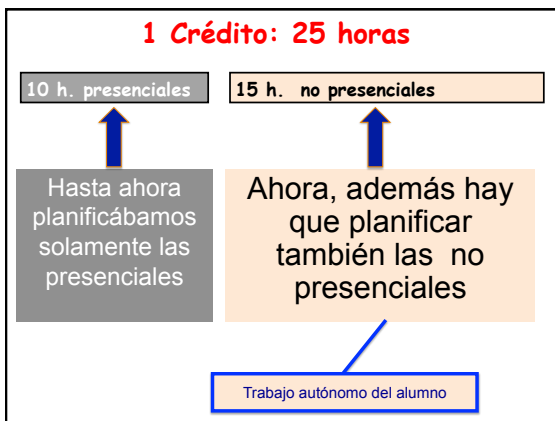 1 Crédito: 25 horas
10 h. presenciales
15 h. no presenciales
Hasta ahora
planificábamos
solamente las
presenciales
Ahora, además hay
que planificar
también las no
presenciales
Trabajo autónomo del alumno